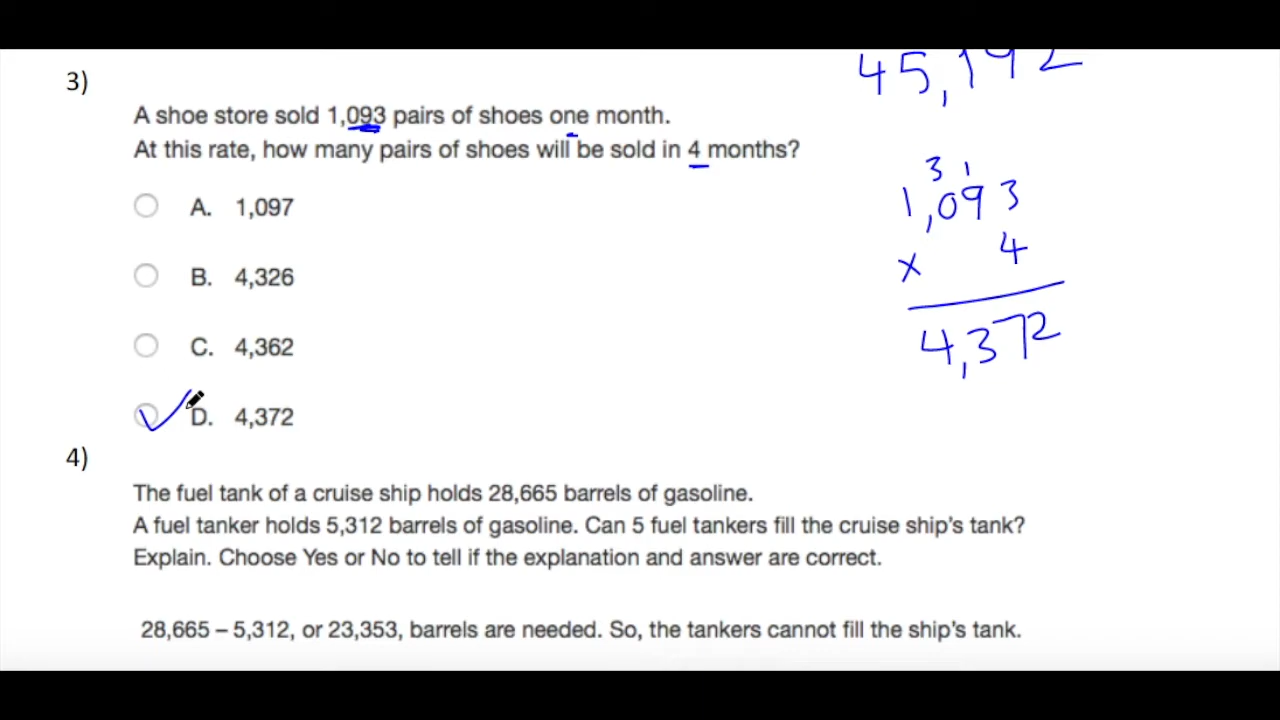 45,192
3)
A shoe store sold 1,093 pairs of shoes one month.
At this rate, how many pairs of shoes will be sold in 4 months?
3 1
1,093
x 4
4,372
A. 1,097
B. 4,326
C. 4,362
D. 4,372
4)
The fuel tank of a cruise ship holds 28,665 barrels of gasoline.
A fuel tanker holds 5,312 barrels of gasoline. Can 5 fuel tankers fill the cruise ship's tank?
Explain. Choose Yes or No to tell if the explanation and answer are correct.
28,665 – 5,312, or 23,353, barrels are needed. So, the tankers cannot fill the ship's tank.